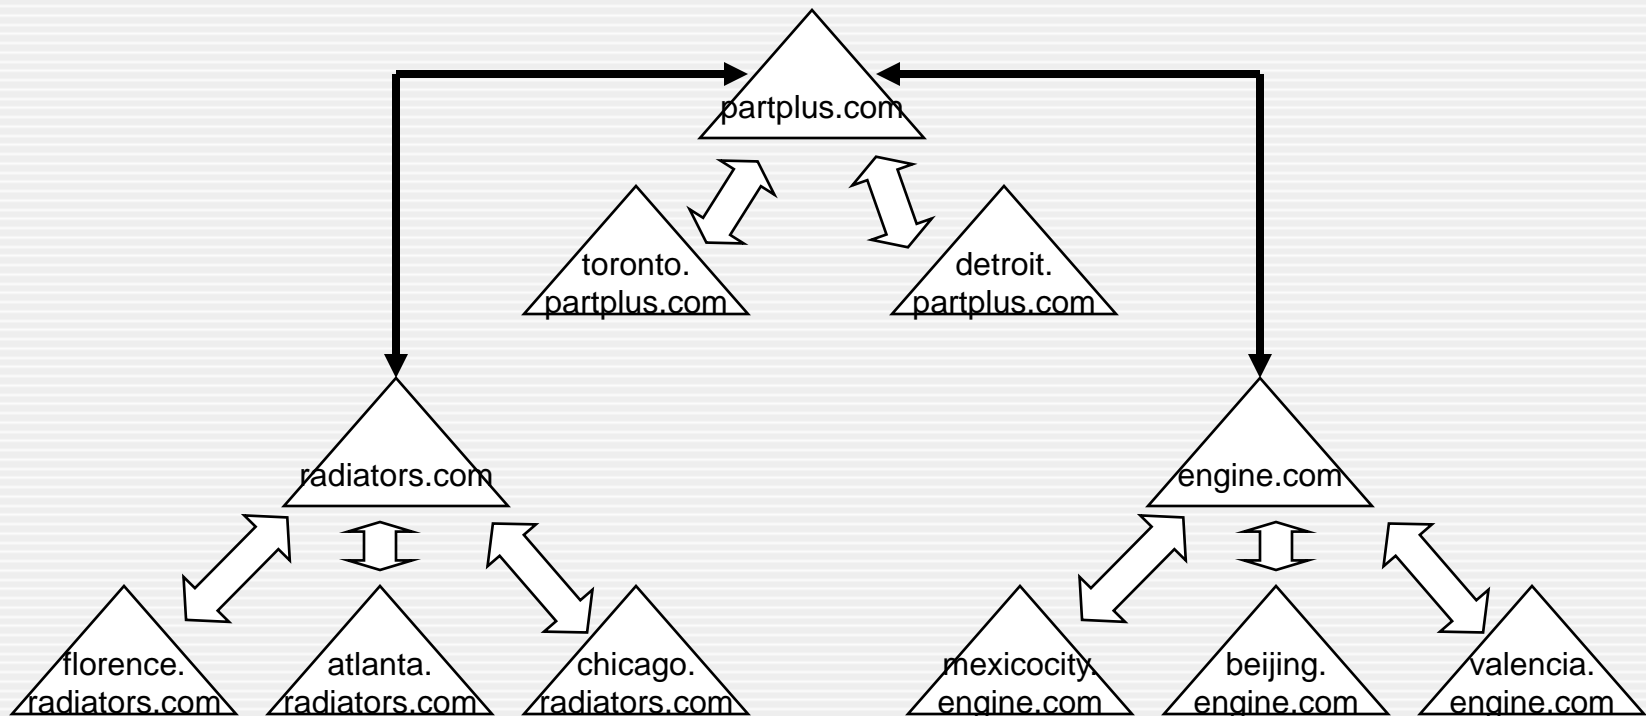 partplus.com
toronto.
partplus.com
detroit.
partplus.com
radiators.com
engine.com
florence.
radiators.com
atlanta.
radiators.com
chicago.
radiators.com
mexicocity.
engine.com
beijing.
engine.com
valencia.
engine.com